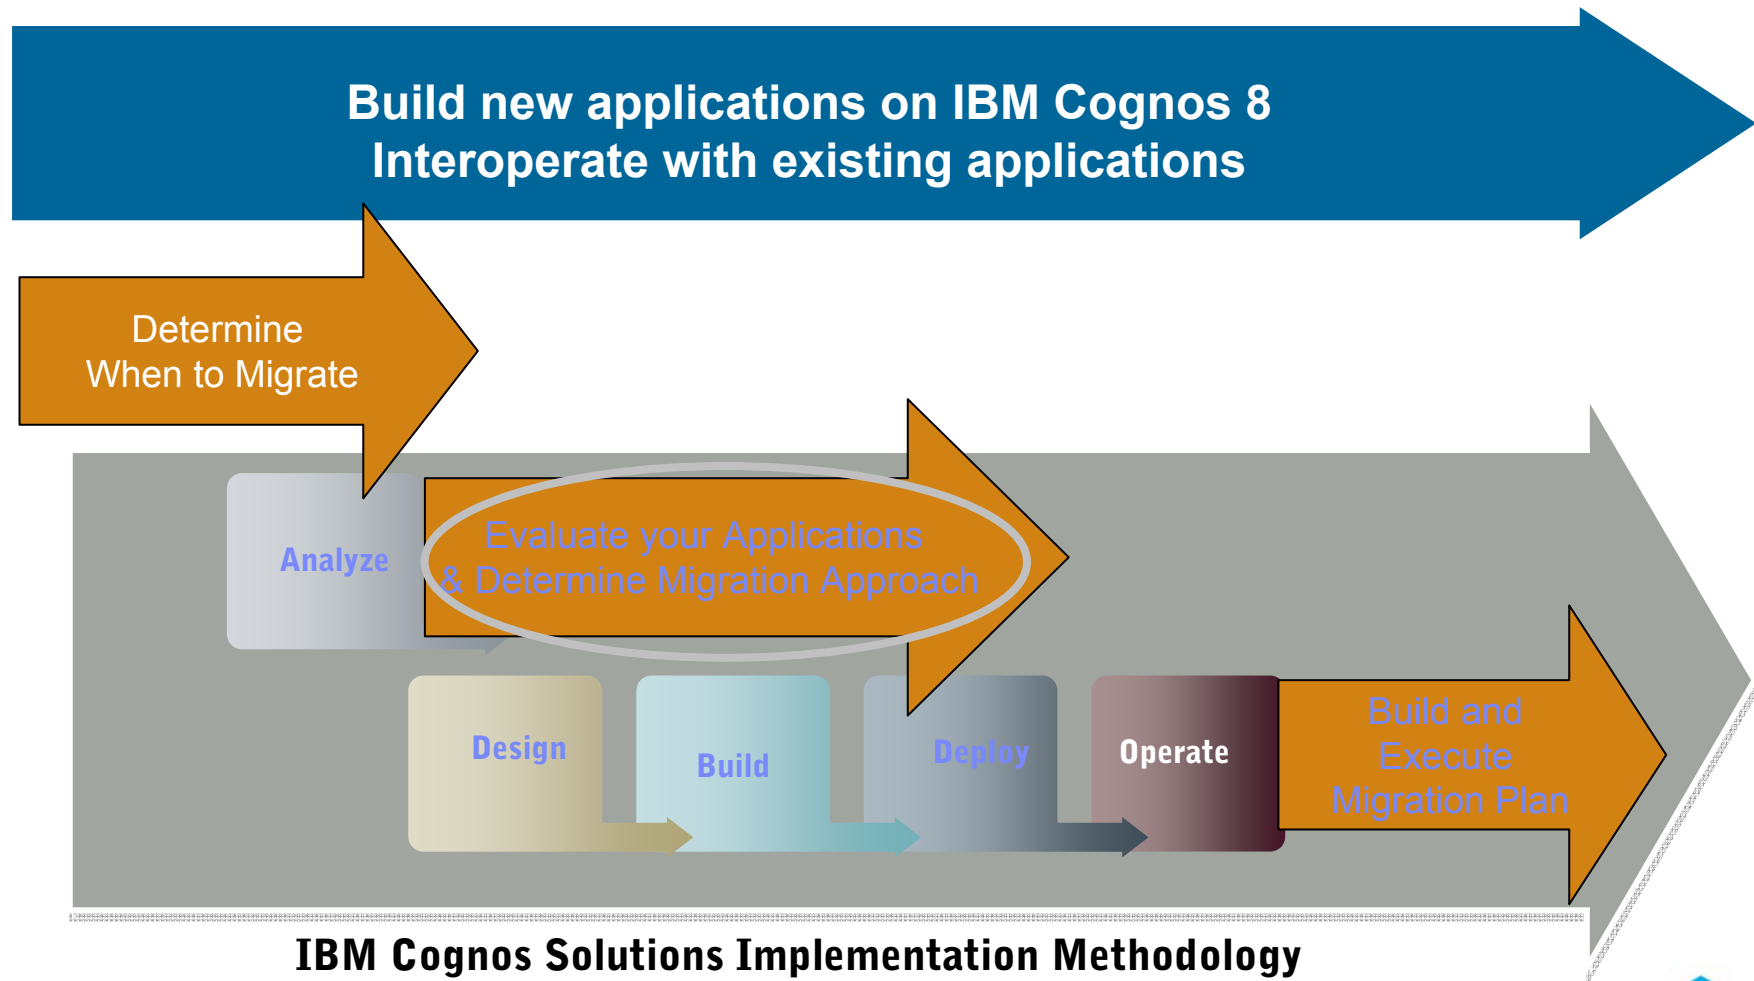 Build new applications on IBM Cognos 8
Interoperate with existing applications
Determine
When to Migrate
Analyze
Evaluate your Applications
& Determine Migration Approach
Design
Build
Deploy
Operate
Build and
Execute
Migration Plan
IBM Cognos Solutions Implementation Methodology